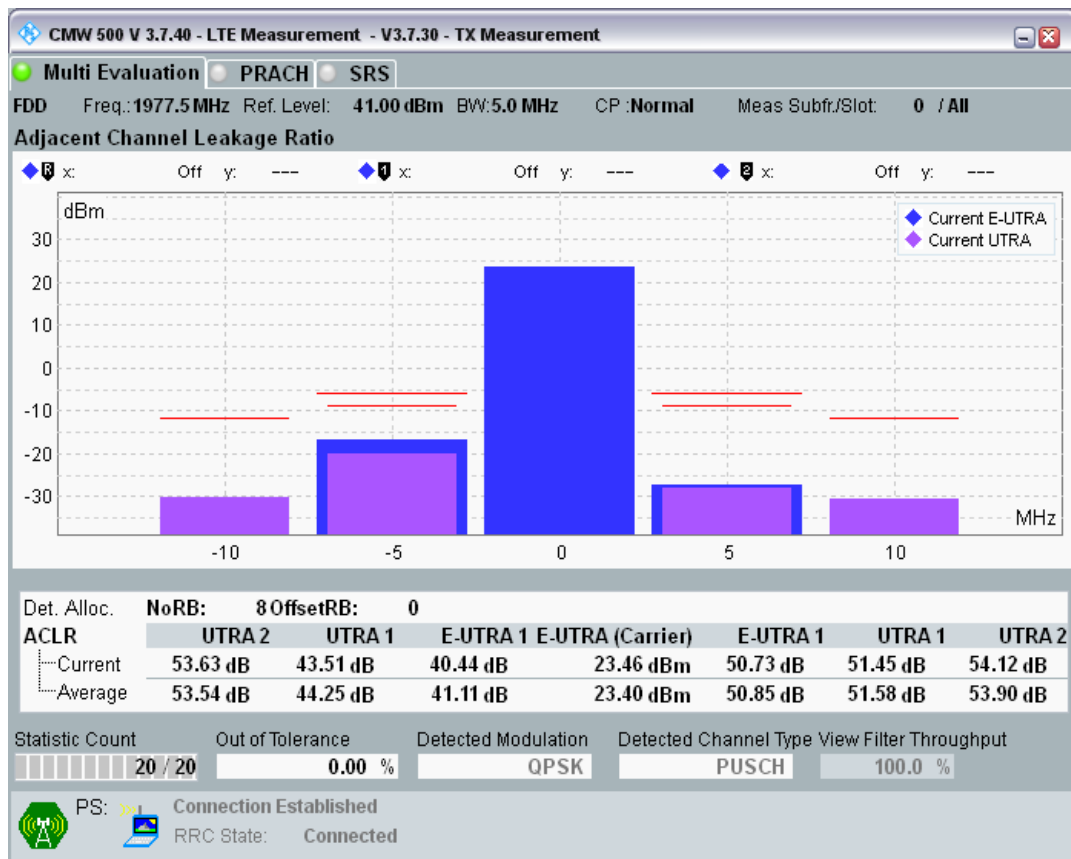 CMW 500 V 3.7.40 - LTE Measurement - V3.7.30 - TX Measurement
Multi Evaluation PRACH SRS
FDD Freq.:1977.5 MHz Ref. Level: 41.00 dBm BW:5.0 MHz CP :Normal Meas Subfr./Slot: 0 / All
Adjacent Channel Leakage Ratio
R x: Off y: --- 1 x: Off y: --- 2 x: Off y: ---
dBm
Current E-UTRA
Current UTRA
30
20
10
0
-10
-20
-30
MHz
-10 -5 0 5 10
Det. Alloc. NoRB: 8 OffsetRB: 0
ACLR UTRA 2 UTRA 1 E-UTRA 1 E-UTRA (Carrier) E-UTRA 1 UTRA 1 UTRA 2
Current 53.63 dB 43.51 dB 40.44 dB 23.46 dBm 50.73 dB 51.45 dB 54.12 dB
Average 53.54 dB 44.25 dB 41.11 dB 23.40 dBm 50.85 dB 51.58 dB 53.90 dB
Statistic Count Out of Tolerance Detected Modulation Detected Channel Type View Filter Throughput
20 / 20 0.00 % QPSK PUSCH 100.0 %
PS: Connection Established
RRC State: Connected